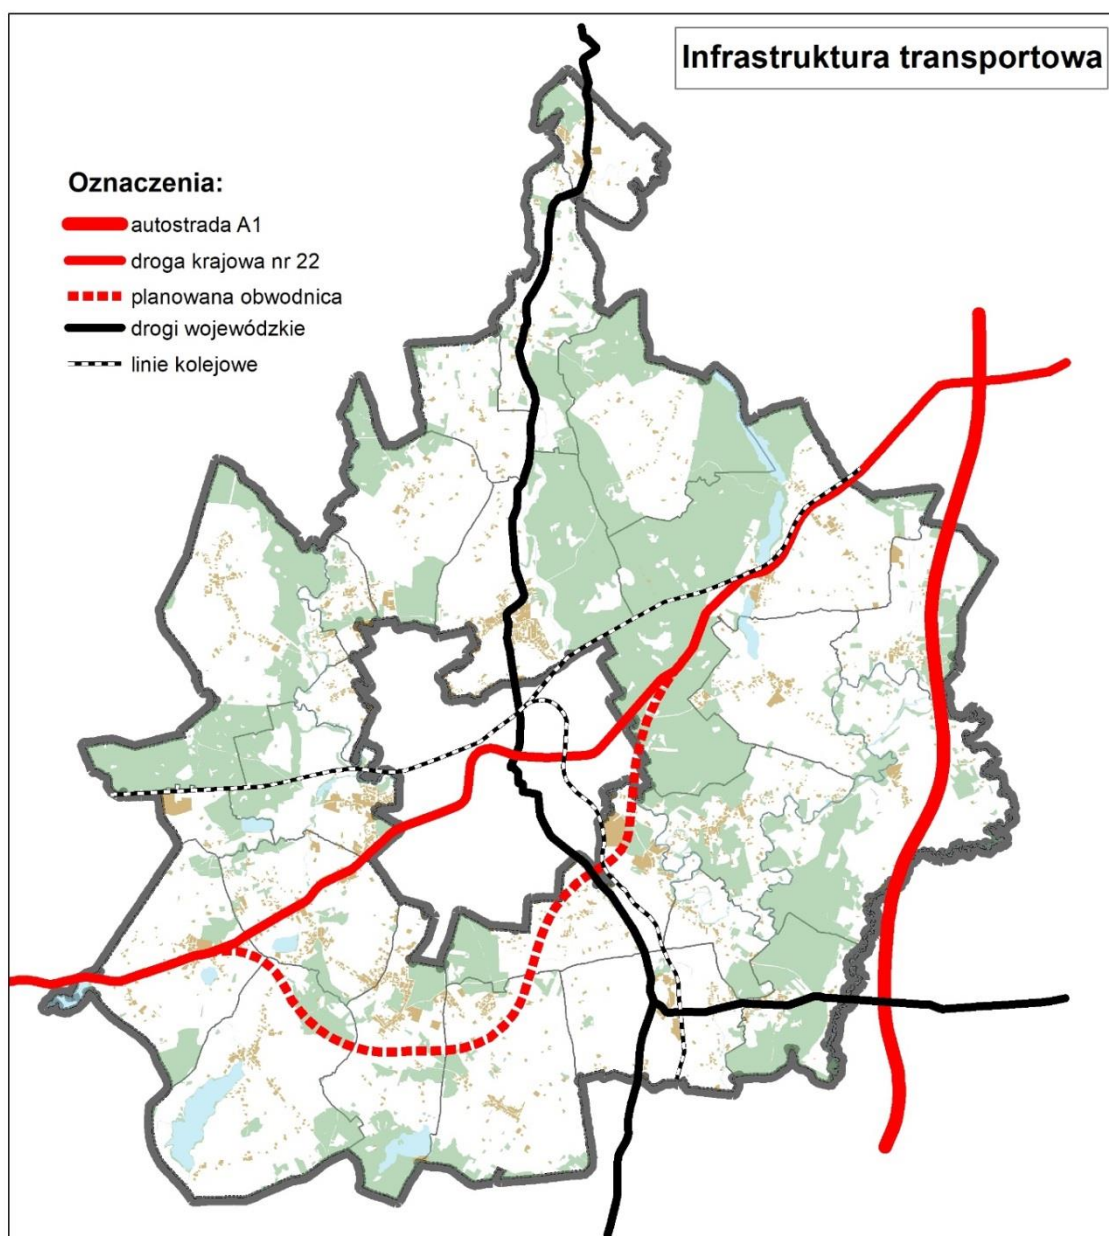 Infrastruktura transportowa
Oznaczenia:
autostrada A1
droga krajowa nr 22
planowana obwodnica
drogi wojewódzkie
linie kolejowe